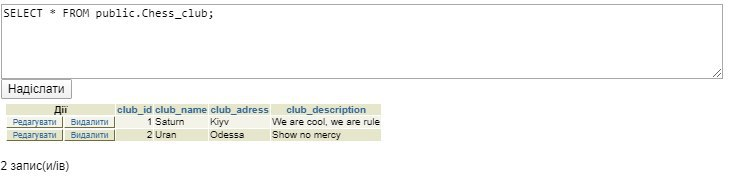 SELECT * FROM public.Chess_club;
Надіслати
Дії club_id club_name club_adress club_description
Редагувати Видалити 1 Saturn Kiyv We are cool, we are rule
Редагувати Видалити 2 Uran Odessa Show no mercy
2 запис(и/ів)